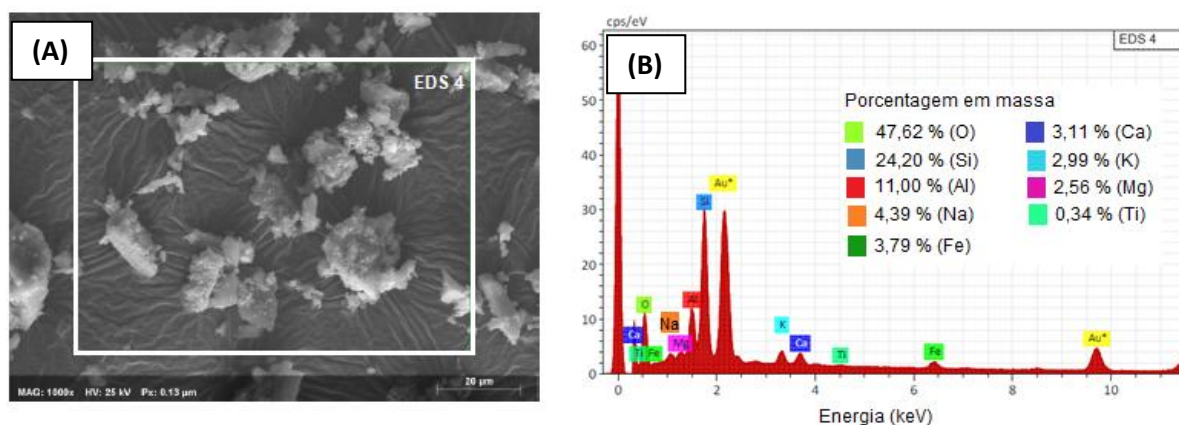 (A)
EDS 4
MAG: 1000x HV: 25 kV Px: 0.13 µm
20 µm
cps/eV
EDS 4
(B)
60
50
40
30
20
10
0
Porcentagem em massa
47,62 % (O)
3,11 % (Ca)
24,20 % (Si)
2,99 % (K)
11,00 % (Al)
2,56 % (Mg)
4,39 % (Na)
0,34 % (Ti)
3,79 % (Fe)
Au*
Si
O
Al
Na
Ca
Mg
Ti
Fe
K
Ca
Ti
Fe
Au*
0
2
4
6
8
10
Energia (keV)